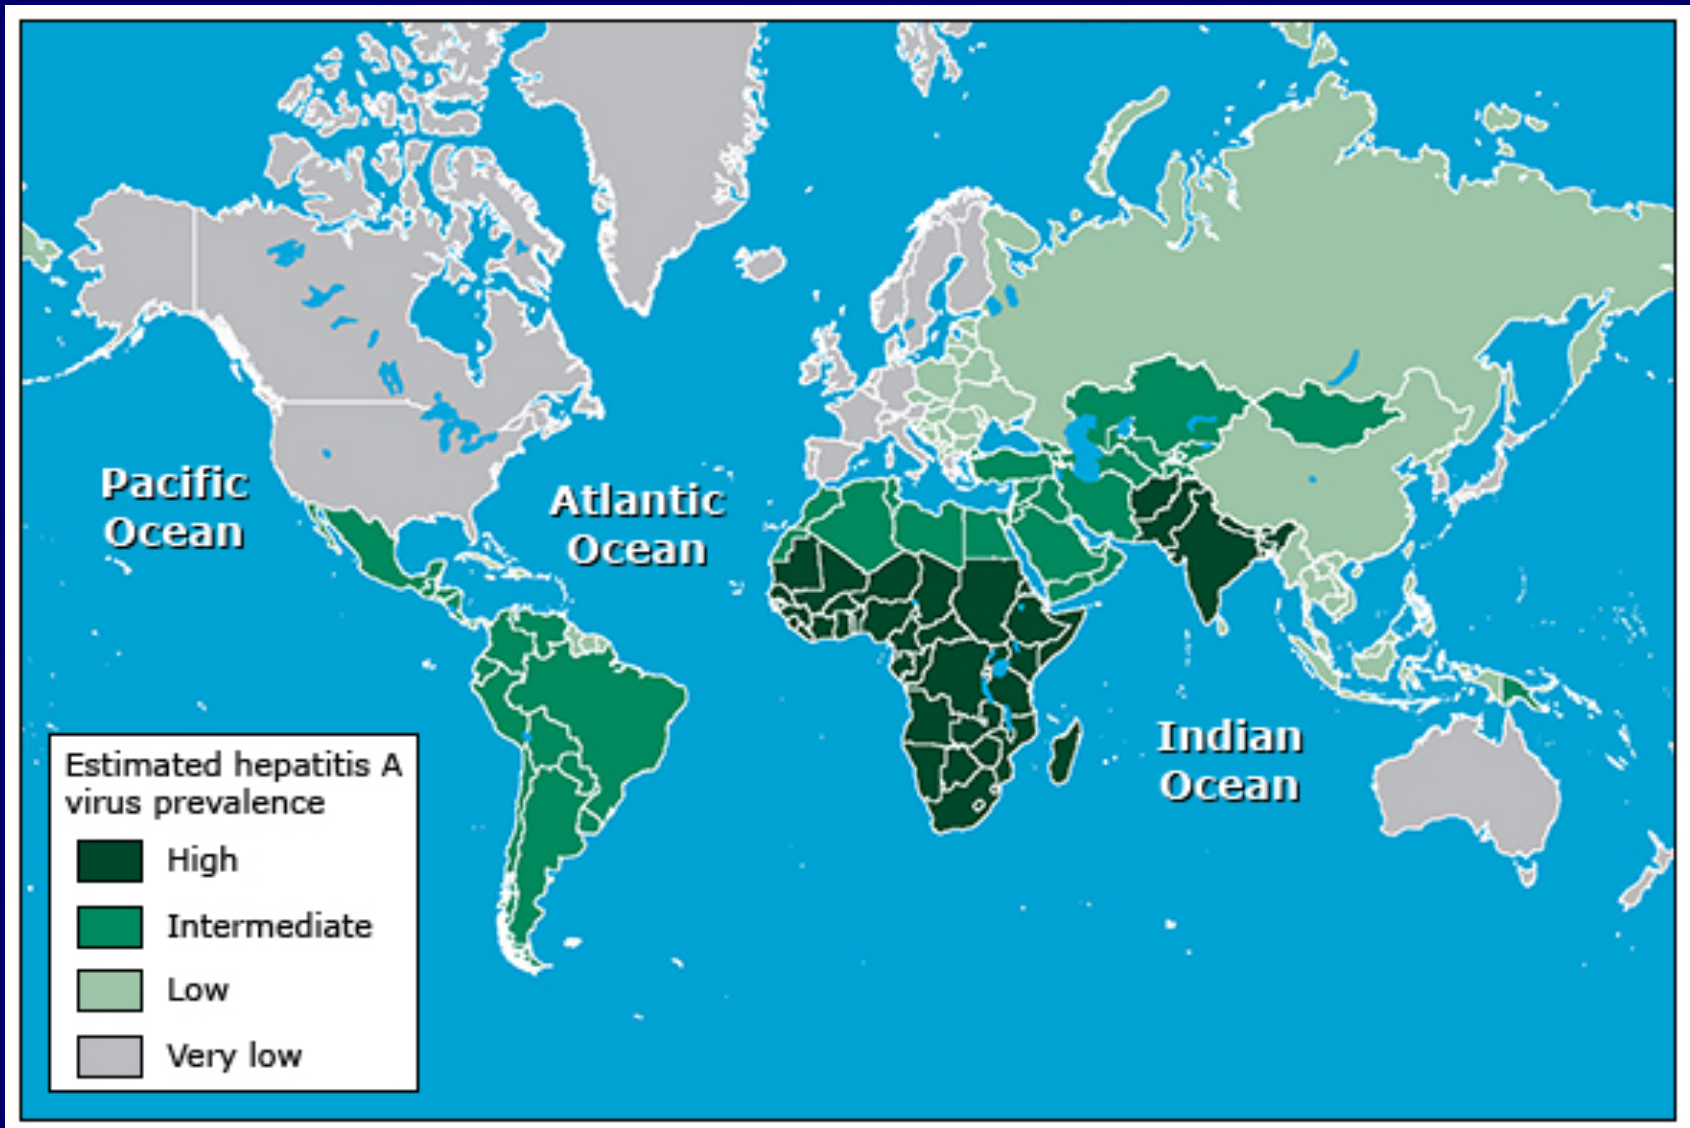 Pacific
Ocean
Atlantic
Ocean
Indian
Ocean
Estimated hepatitis A
virus prevalence
High
Intermediate
Low
Very low